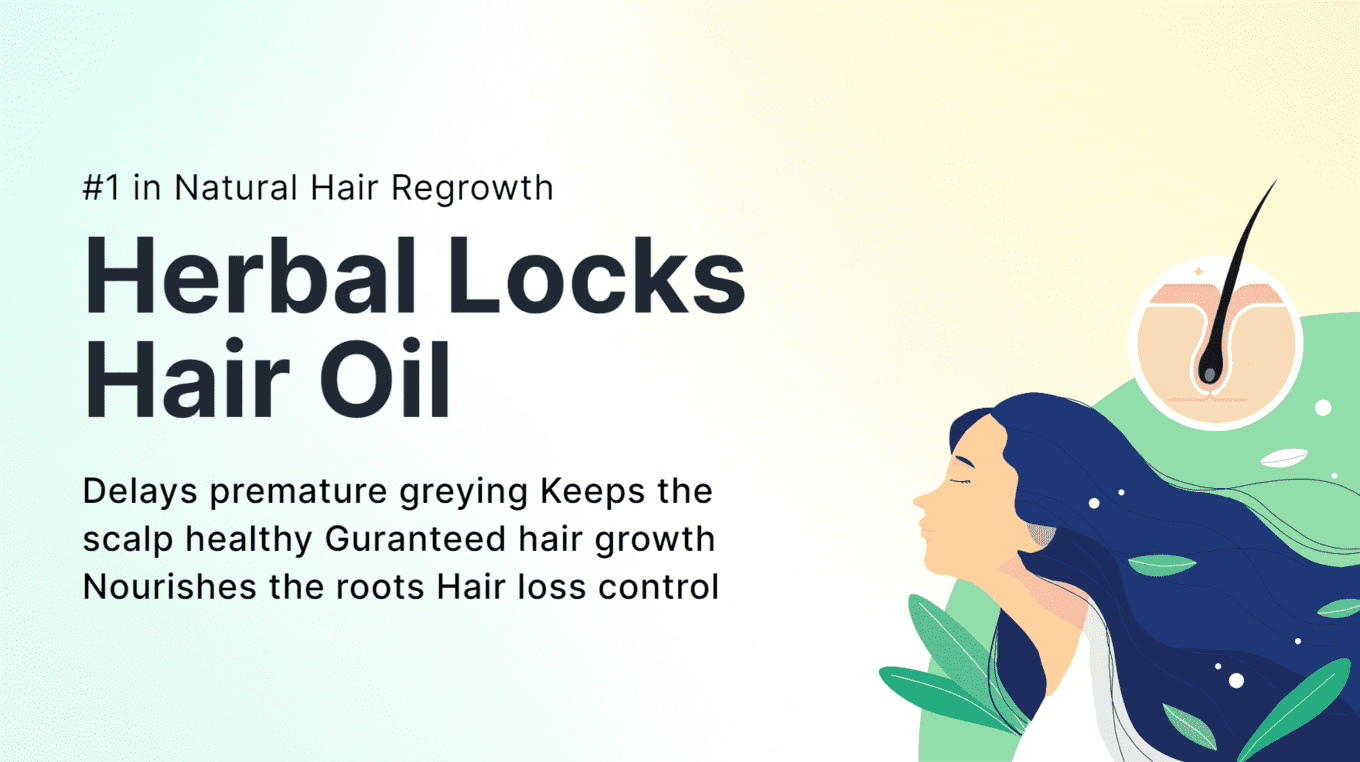 #1 in Natural Hair Regrowth
Herbal Locks
Hair Oil
Delays premature greying Keeps the
scalp healthy Guranteed hair growth
Nourishes the roots Hair loss control